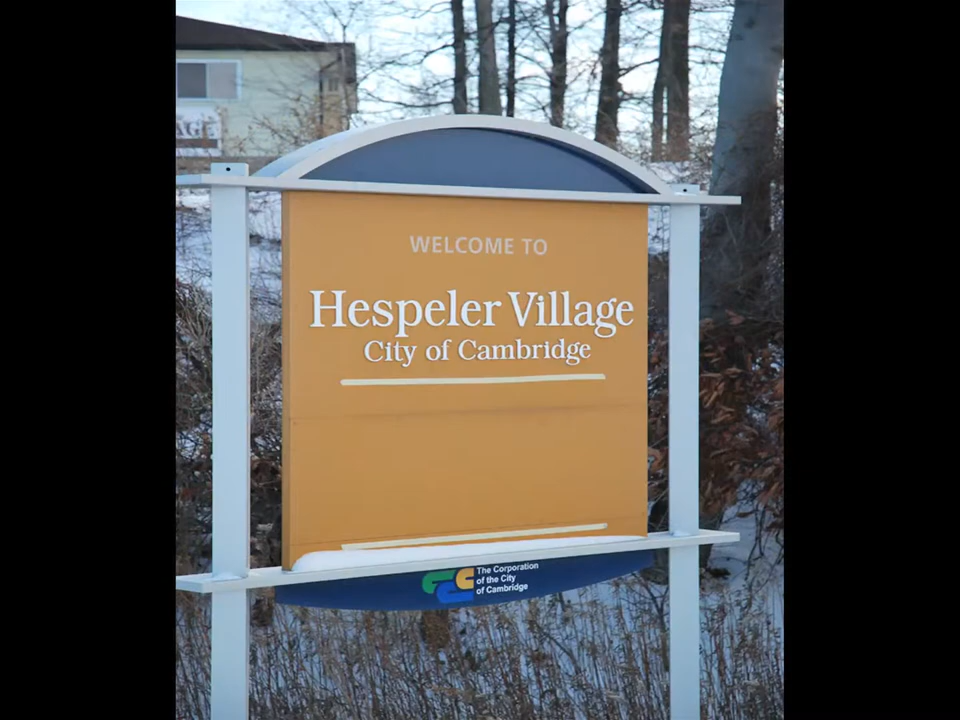 WELCOME TO
Hespeler Village
City of Cambridge
The Corporation
of the City
of Cambridge